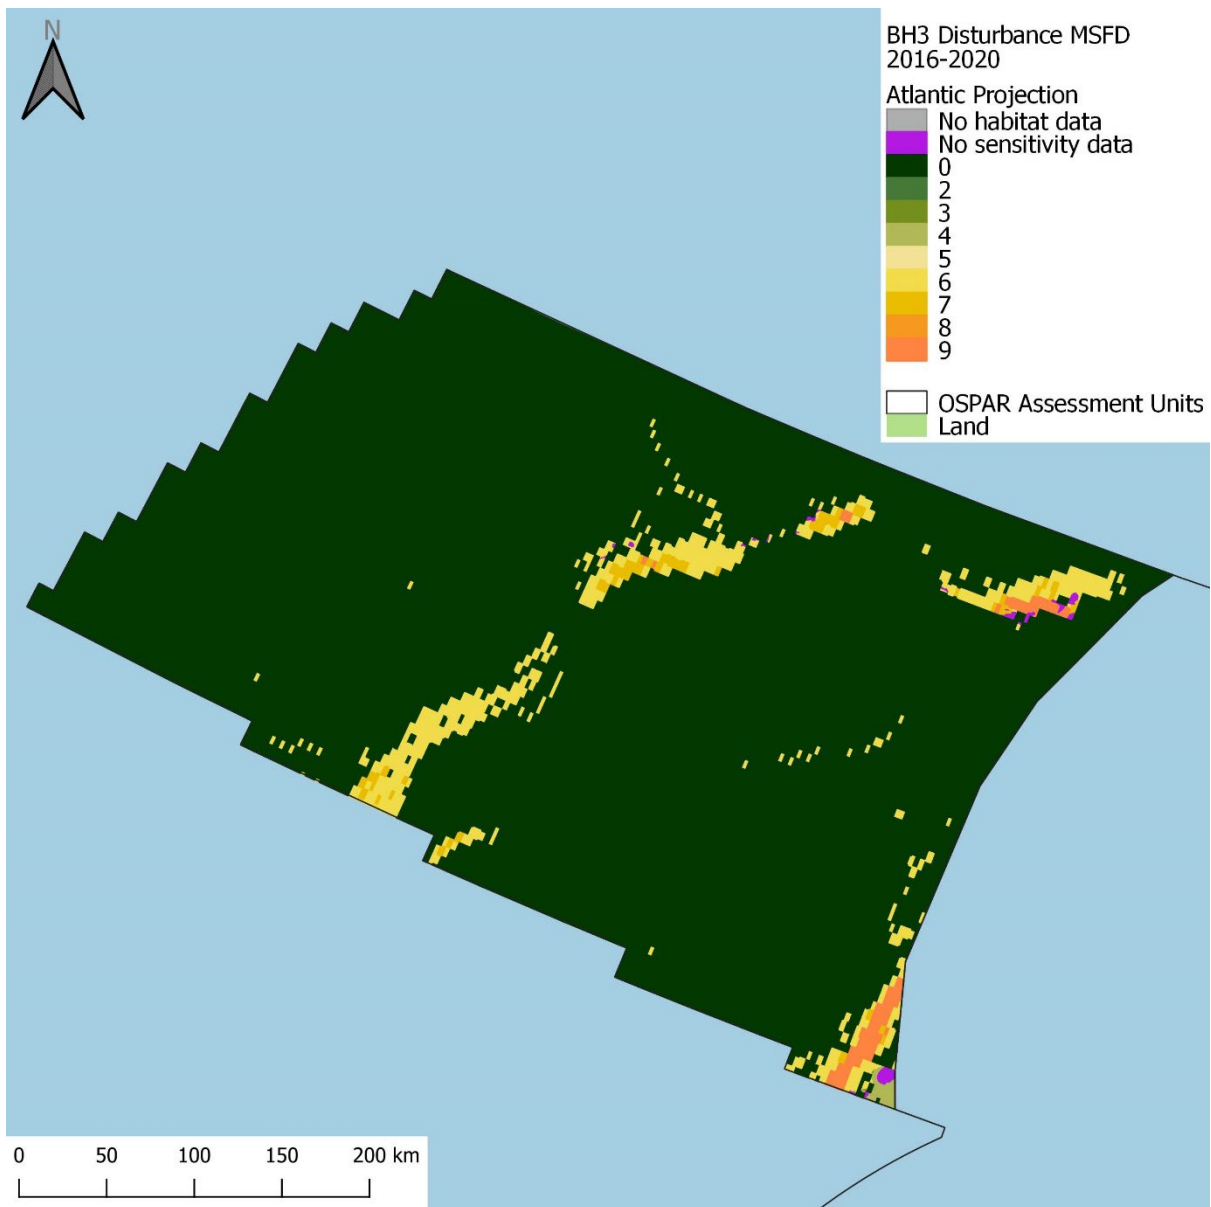 N
BH3 Disturbance MSFD
2016-2020
Atlantic Projection
No habitat data
No sensitivity data
0
2
3
4
5
6
7
8
9
OSPAR Assessment Units
Land
0 50 100 150 200 km